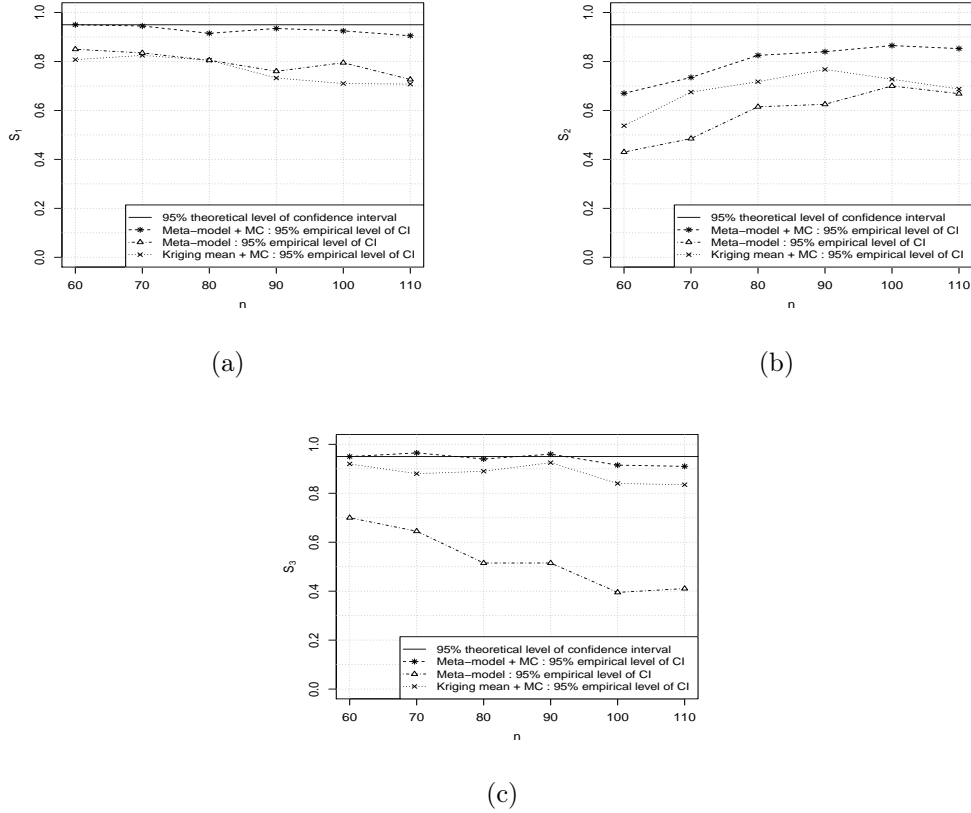 1.0
0.8
0.6
0.4
0.2
0.0
S1
95% theoretical level of confidence interval
Meta−model + MC : 95% empirical level of CI
Meta−model : 95% empirical level of CI
Kriging mean + MC : 95% empirical level of CI
60 70 80 90 100 110
n
(a)
1.0
0.8
0.6
0.4
0.2
0.0
S2
95% theoretical level of confidence interval
Meta−model + MC : 95% empirical level of CI
Meta−model : 95% empirical level of CI
Kriging mean + MC : 95% empirical level of CI
60 70 80 90 100 110
n
(b)
1.0
0.8
0.6
0.4
0.2
0.0
S3
95% theoretical level of confidence interval
Meta−model + MC : 95% empirical level of CI
Meta−model : 95% empirical level of CI
Kriging mean + MC : 95% empirical level of CI
60 70 80 90 100 110
n
(c)